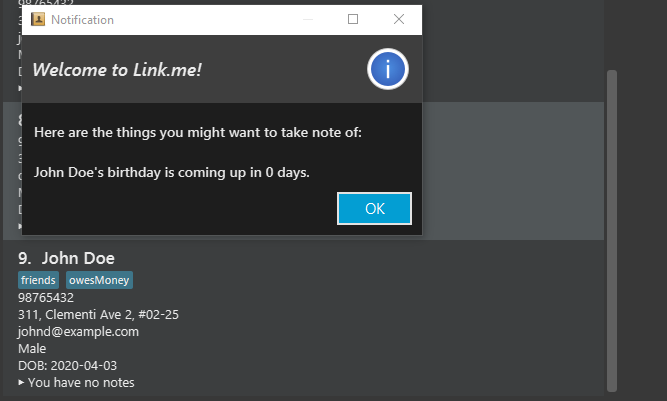 98765432
Notification
Welcome to Link.me!
Here are the things you might want to take note of:
John Doe's birthday is coming up in 0 days.
OK
9. John Doe
friends owesMoney
98765432
311, Clementi Ave 2, #02-25
johnd@example.com
Male
DOB: 2020-04-03
You have no notes